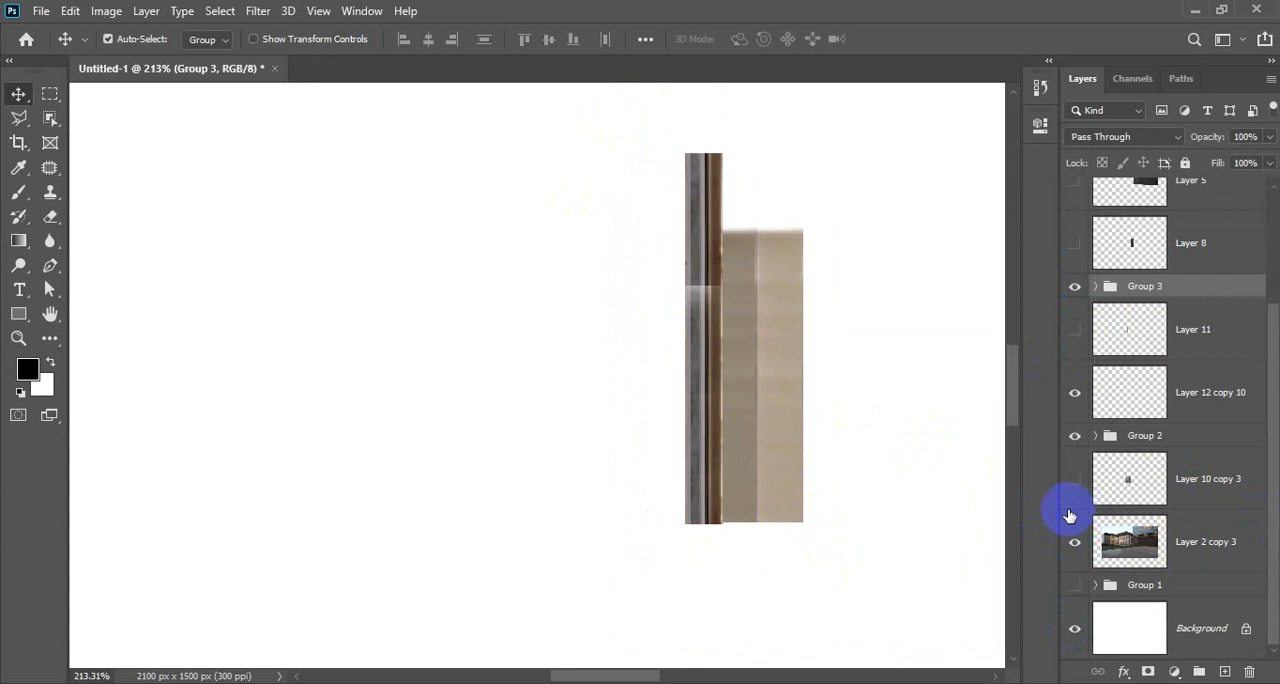 Ps File Edit Image Layer Type Select Filter 3D View Window Help
Auto-Select: Group Show Transform Controls 3D Mode:
Untitled-1 @ 213% (Group 3, RGB/8) *
Layers Channels Paths
Kind
Pass Through Opacity: 100%
Lock: Fill: 100%
Layer 5
Layer 8
Group 3
Layer 11
Layer 12 copy 10
Group 2
Layer 10 copy 3
Layer 2 copy 3
Group 1
Background
213.31% 2100 px x 1500 px (300 ppi)